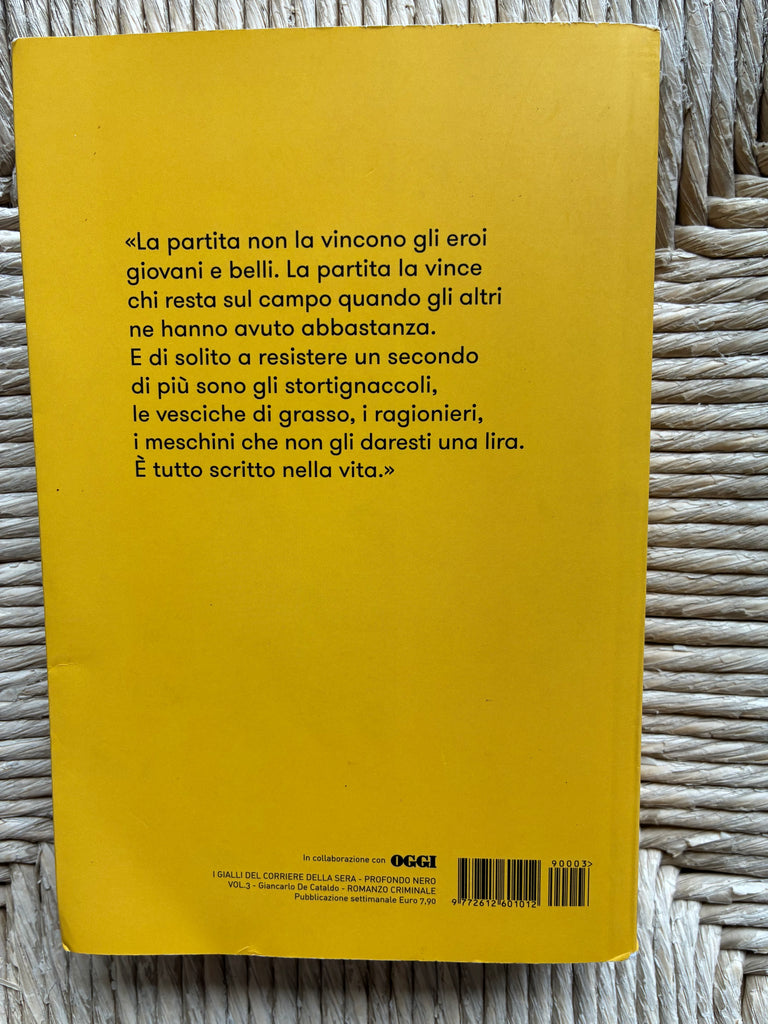 «La partita non la vincono gli eroi
giovani e belli. La partita la vince
chi resta sul campo quando gli altri
ne hanno avuto abbastanza.
E di solito a resistere un secondo
di più sono gli stortignaccoli,
le vesciche di grasso, i ragionieri,
i meschini che non gli daresti una lira.
È tutto scritto nella vita.»
In collaborazione con OGGI
I GIALLI DEL CORRIERE DELLA SERA - PROFONDO NERO
VOL.3 - Giancarlo De Cataldo - ROMANZO CRIMINALE
Pubblicazione settimanale Euro 7,90
90003>
9 772612 601012